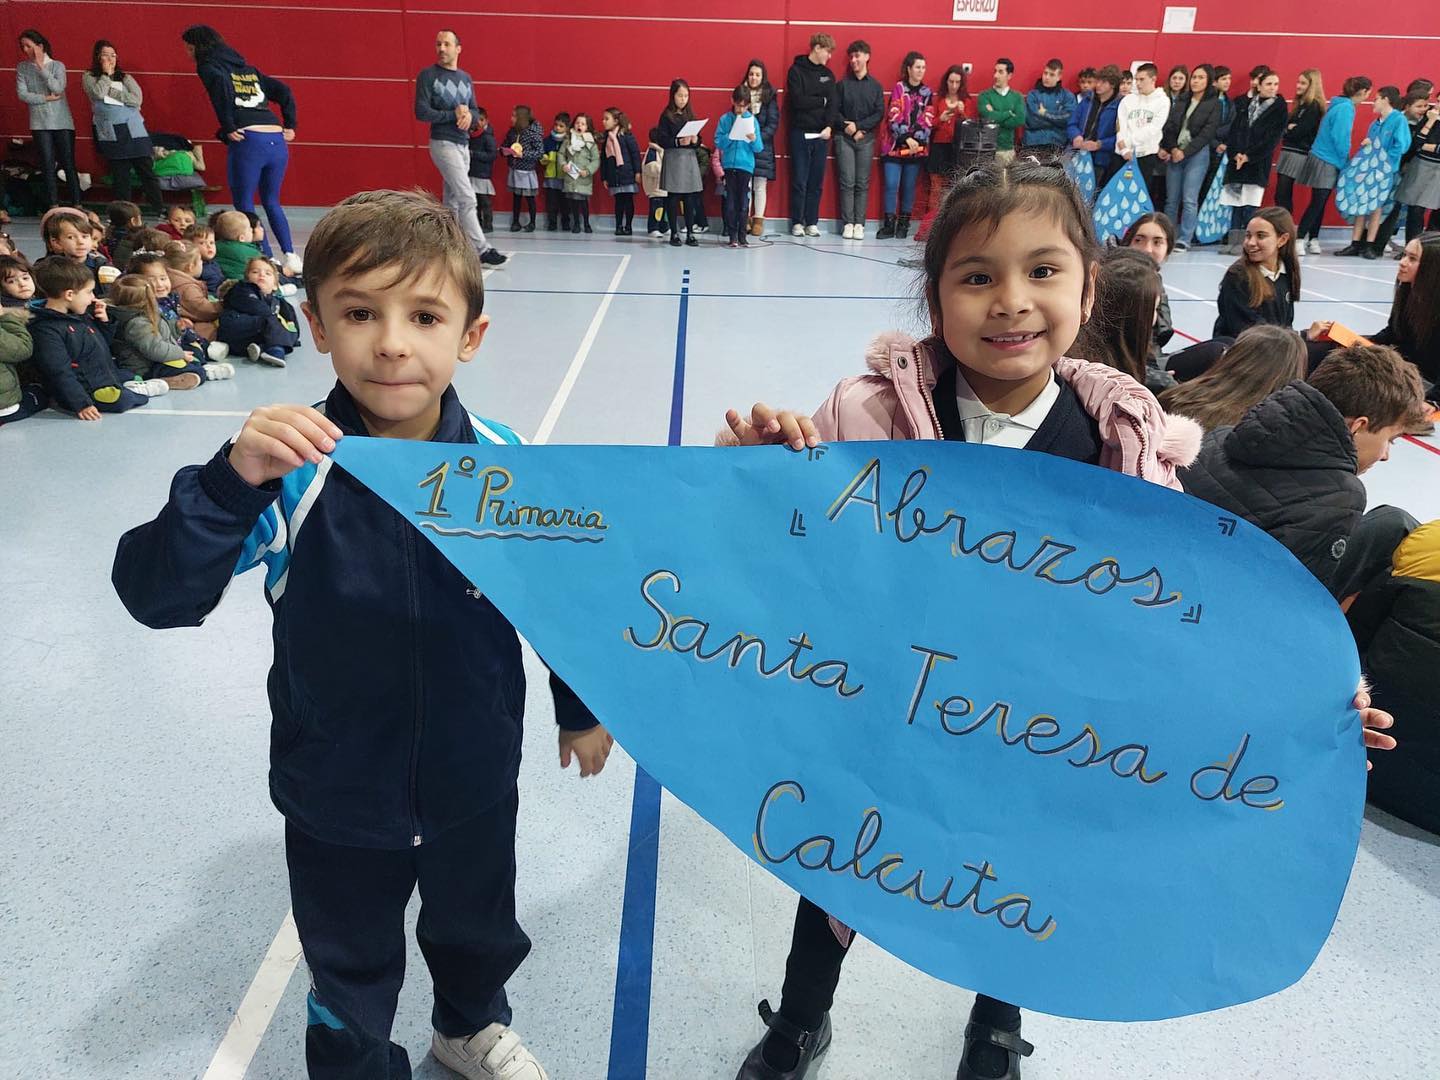 ESFUERZO
1º Primaria
« Abrazos »
Santa Teresa de
Calcuta